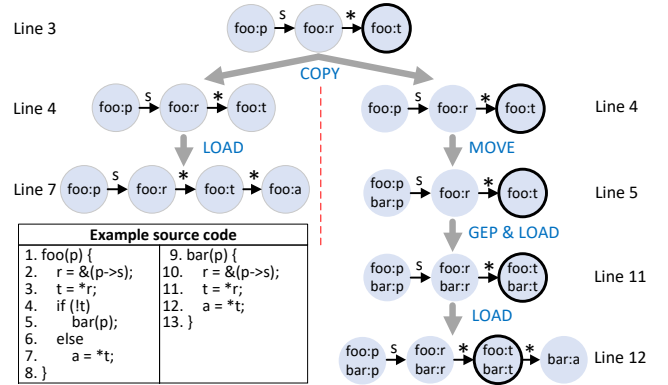 Line 3 foo:p s foo:r * foo:t
COPY
Line 4 foo:p s foo:r * foo:t
foo:p s foo:r * foo:t Line 4
LOAD
MOVE
Line 7 foo:p s foo:r * foo:t * foo:a
foo:p s foo:r * foo:t Line 5
bar:p
GEP & LOAD
foo:p s foo:r * foo:t Line 11
bar:p bar:r bar:t
LOAD
foo:p s foo:r * foo:t * bar:a Line 12
bar:p bar:r bar:t
Example source code
1. foo(p) {
2. r = &(p->s);
3. t = *r;
4. if (!t)
5. bar(p);
6. else
7. a = *t;
8. }
9. bar(p) {
10. r = &(p->s);
11. t = *r;
12. a = *t;
13. }